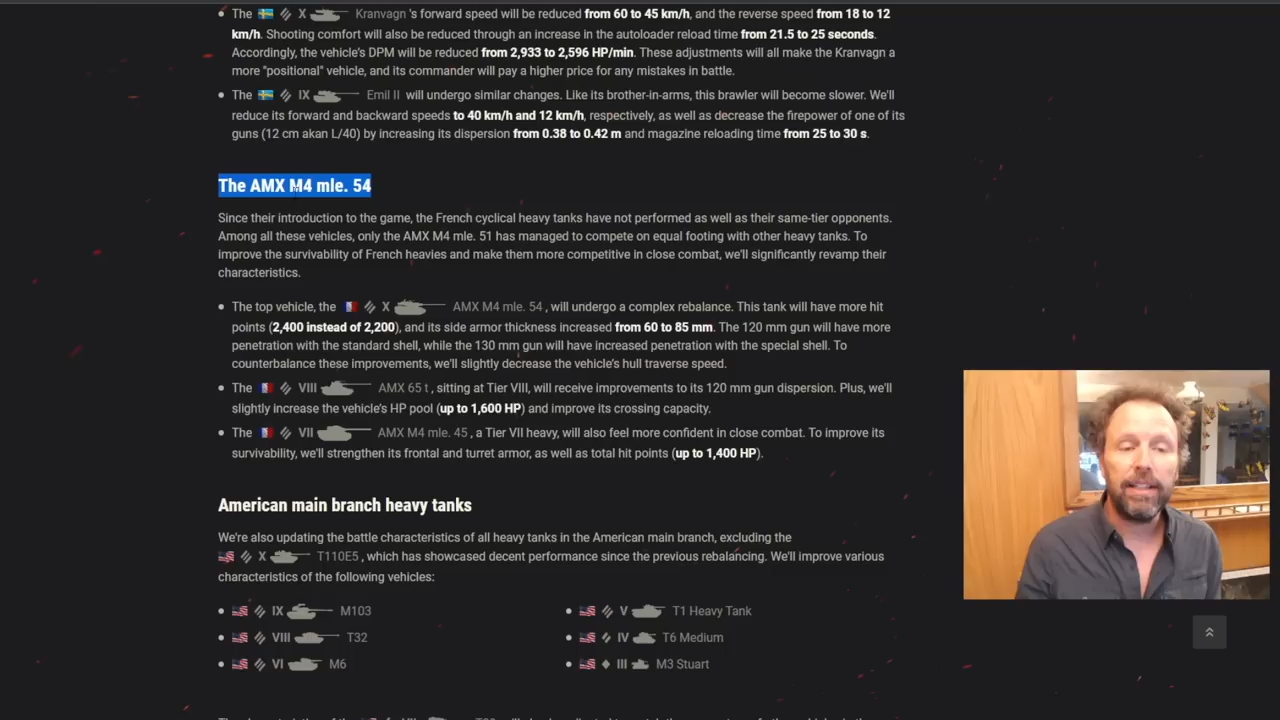 The X Kranvagn 's forward speed will be reduced from 60 to 45 km/h, and the reverse speed from 18 to 12
km/h. Shooting comfort will also be reduced through an increase in the autoloader reload time from 21.5 to 25 seconds.
Accordingly, the vehicle's DPM will be reduced from 2,933 to 2,596 HP/min. These adjustments will all make the Kranvagn a
more "positional" vehicle, and its commander will pay a higher price for any mistakes in battle.
The IX Emil II will undergo similar changes. Like its brother-in-arms, this brawler will become slower. We'll
reduce its forward and backward speeds to 40 km/h and 12 km/h, respectively, as well as decrease the firepower of one of its
guns (12 cm akan L/40) by increasing its dispersion from 0.38 to 0.42 m and magazine reloading time from 25 to 30 s.
The AMX M4 mle. 54
Since their introduction to the game, the French cyclical heavy tanks have not performed as well as their same-tier opponents.
Among all these vehicles, only the AMX M4 mle. 51 has managed to compete on equal footing with other heavy tanks. To
improve the survivability of French heavies and make them more competitive in close combat, we'll significantly revamp their
characteristics.
The top vehicle, the X AMX M4 mle. 54 , will undergo a complex rebalance. This tank will have more hit
points (2,400 instead of 2,200), and its side armor thickness increased from 60 to 85 mm. The 120 mm gun will have more
penetration with the standard shell, while the 130 mm gun will have increased penetration with the special shell. To
counterbalance these improvements, we'll slightly decrease the vehicle's hull traverse speed.
The VIII AMX 65 t , sitting at Tier VIII, will receive improvements to its 120 mm gun dispersion. Plus, we'll
slightly increase the vehicle's HP pool (up to 1,600 HP) and improve its crossing capacity.
The VII AMX M4 mle. 45 , a Tier VII heavy, will also feel more confident in close combat. To improve its
survivability, we'll strengthen its frontal and turret armor, as well as total hit points (up to 1,400 HP).
American main branch heavy tanks
We're also updating the battle characteristics of all heavy tanks in the American main branch, excluding the
X T110E5 , which has showcased decent performance since the previous rebalancing. We'll improve various
characteristics of the following vehicles:
IX M103
VIII T32
VI M6
V T1 Heavy Tank
IV T6 Medium
III M3 Stuart